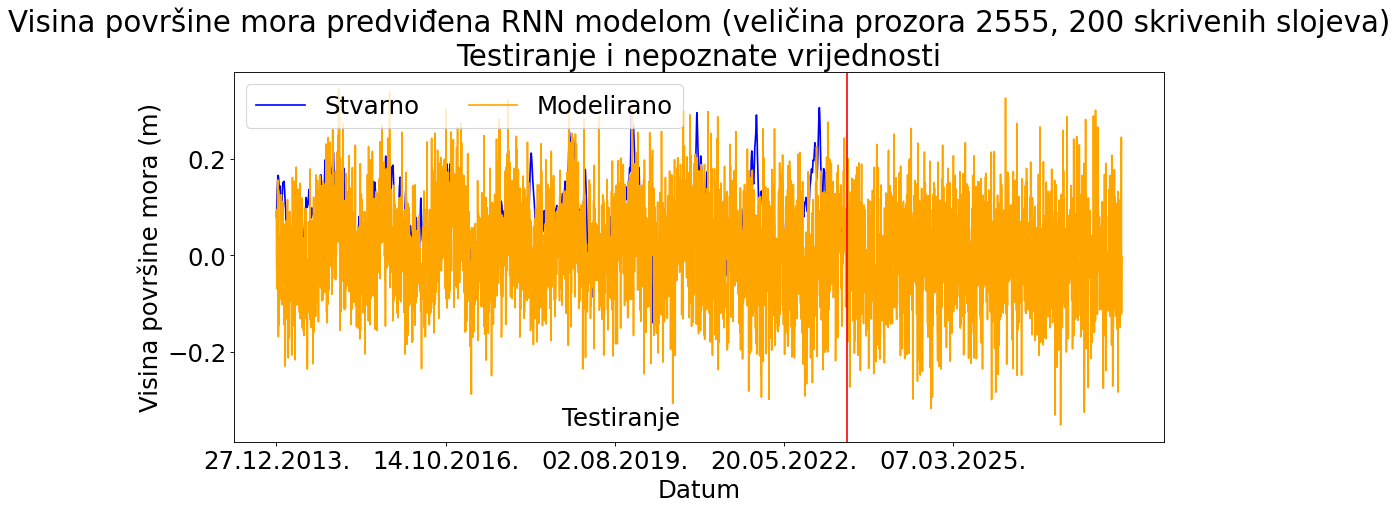 Visina površine mora predviđena RNN modelom (veličina prozora 2555, 200 skrivenih slojeva)
Testiranje i nepoznate vrijednosti
Stvarno
Modelirano
Visina površine mora (m)
0.2
0.0
−0.2
Testiranje
27.12.2013.
14.10.2016.
02.08.2019.
20.05.2022.
07.03.2025.
Datum